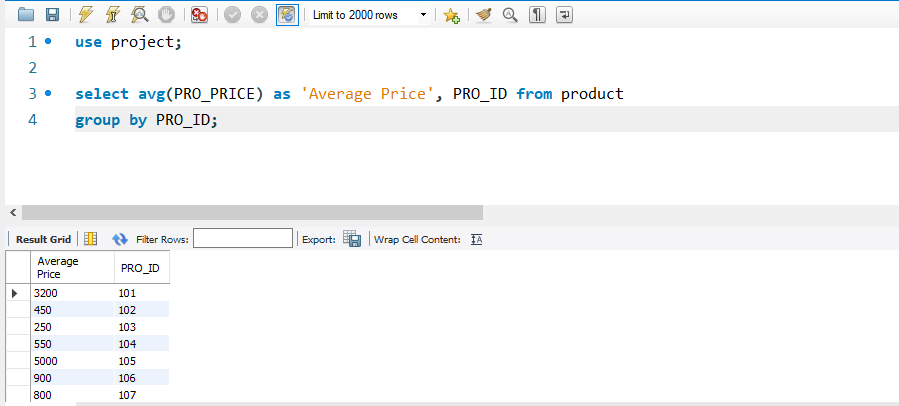 Limit to 2000 rows
1 use project;
2
3 select avg(PRO_PRICE) as 'Average Price', PRO_ID from product
4 group by PRO_ID;
Result Grid Filter Rows: Export: Wrap Cell Content:
Average
Price PRO_ID
3200 101
450 102
250 103
550 104
5000 105
900 106
800 107